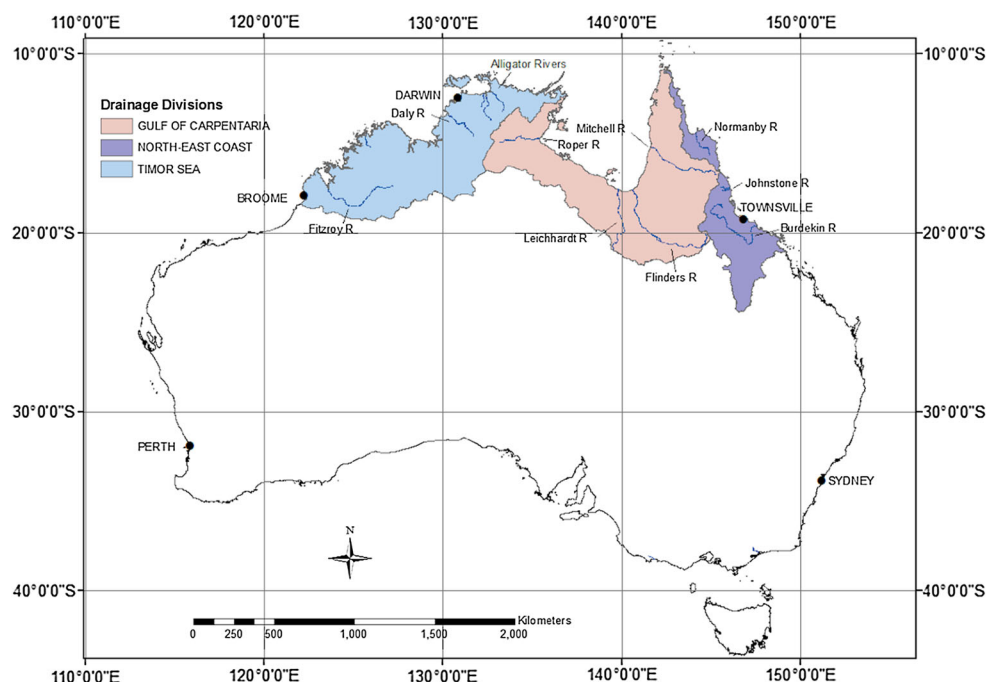 110°0'0"E 120°0'0"E 130°0'0"E 140°0'0"E 150°0'0"E
10°0'0"S 10°0'0"S
Alligator Rivers
DARWIN
Drainage Divisions
Daly R
GULF OF CARPENTARIA
Mitchell R
Normanby R
NORTH-EAST COAST
Roper R
TIMOR SEA
Johnstone R
BROOME
TOWNSVILLE
Fitzroy R
Burdekin R
20°0'0"S 20°0'0"S
Leichhardt R
Flinders R
30°0'0"S 30°0'0"S
PERTH
SYDNEY
N
40°0'0"S 40°0'0"S
Kilometers
0 250 500 1,000 1,500 2,000
110°0'0"E 120°0'0"E 130°0'0"E 140°0'0"E 150°0'0"E